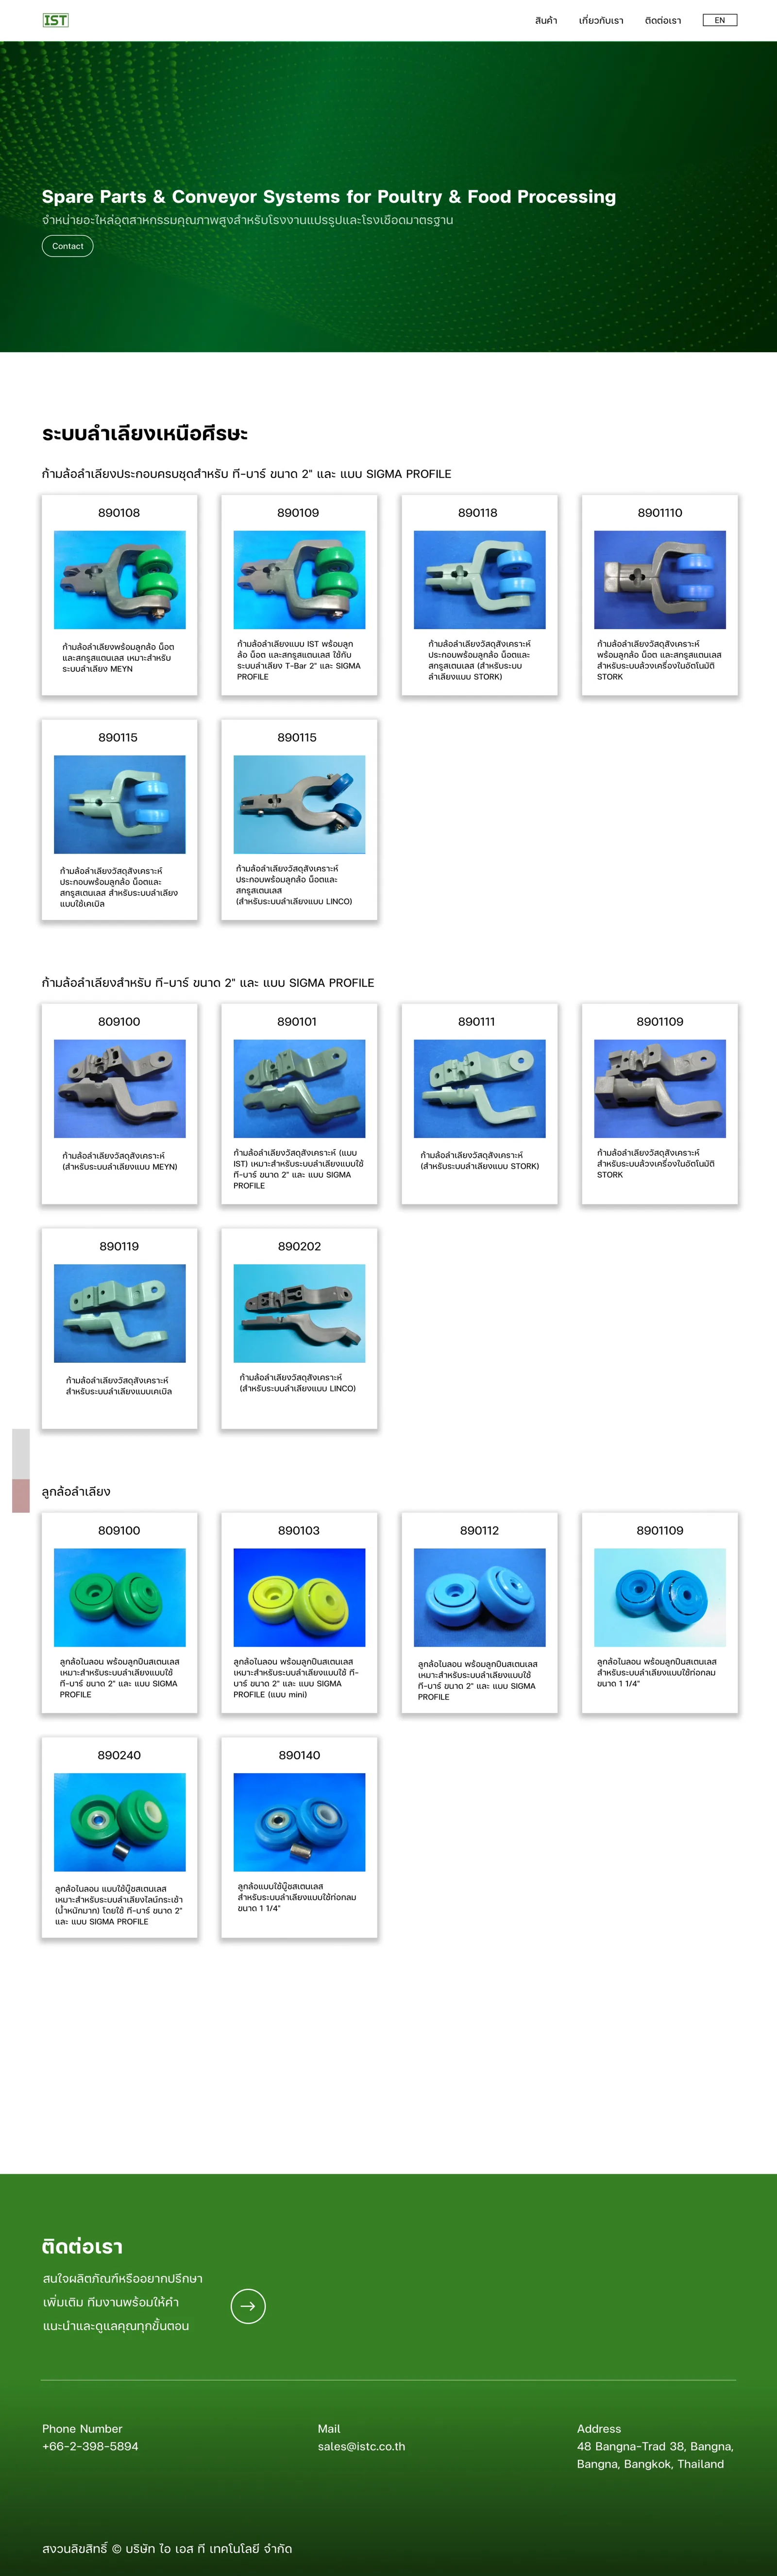 IST
สินค้า
เกี่ยวกับเรา
ติดต่อเรา
EN
Spare Parts & Conveyor Systems for Poultry & Food Processing
จำหน่ายอะไหล่อุตสาหกรรมคุณภาพสูงสำหรับโรงงานแปรรูปและโรงเชือดมาตรฐาน
Contact
ระบบลำเลียงเหนือศีรษะ
ก้ามล้อลำเลียงประกอบครบชุดสำหรับ ที-บาร์ ขนาด 2" และ แบบ SIGMA PROFILE
890108
ก้ามล้อลำเลียงพร้อมลูกล้อ น็อต
และสกรูสแตนเลส เหมาะสำหรับ
ระบบลำเลียง MEYN
890109
ก้ามล้อลำเลียงแบบ IST พร้อมลูก
ล้อ น็อต และสกรูสแตนเลส ใช้กับ
ระบบลำเลียง T-Bar 2" และ SIGMA
PROFILE
890118
ก้ามล้อลำเลียงวัสดุสังเคราะห์
ประกอบพร้อมลูกล้อ น็อตและ
สกรูสเตนเลส (สำหรับระบบ
ลำเลียงแบบ STORK)
8901110
ก้ามล้อลำเลียงวัสดุสังเคราะห์
พร้อมลูกล้อ น็อต และสกรูสแตนเลส
สำหรับระบบล้วงเครื่องในอัตโนมัติ
STORK
890115
ก้ามล้อลำเลียงวัสดุสังเคราะห์
ประกอบพร้อมลูกล้อ น็อตและ
สกรูสเตนเลส สำหรับระบบลำเลียง
แบบใช้เคเบิล
890115
ก้ามล้อลำเลียงวัสดุสังเคราะห์
ประกอบพร้อมลูกล้อ น็อตและ
สกรูสเตนเลส
(สำหรับระบบลำเลียงแบบ LINCO)
ก้ามล้อลำเลียงสำหรับ ที-บาร์ ขนาด 2" และ แบบ SIGMA PROFILE
809100
ก้ามล้อลำเลียงวัสดุสังเคราะห์
(สำหรับระบบลำเลียงแบบ MEYN)
890101
ก้ามล้อลำเลียงวัสดุสังเคราะห์ (แบบ
IST) เหมาะสำหรับระบบลำเลียงแบบใช้
ที-บาร์ ขนาด 2" และ แบบ SIGMA
PROFILE
890111
ก้ามล้อลำเลียงวัสดุสังเคราะห์
(สำหรับระบบลำเลียงแบบ STORK)
8901109
ก้ามล้อลำเลียงวัสดุสังเคราะห์
สำหรับระบบล้วงเครื่องในอัตโนมัติ
STORK
890119
ก้ามล้อลำเลียงวัสดุสังเคราะห์
สำหรับระบบลำเลียงแบบเคเบิล
890202
ก้ามล้อลำเลียงวัสดุสังเคราะห์
(สำหรับระบบลำเลียงแบบ LINCO)
ลูกล้อลำเลียง
809100
ลูกล้อไนลอน พร้อมลูกปืนสเตนเลส
เหมาะสำหรับระบบลำเลียงแบบใช้
ที-บาร์ ขนาด 2" และ แบบ SIGMA
PROFILE
890103
ลูกล้อไนลอน พร้อมลูกปืนสเตนเลส
เหมาะสำหรับระบบลำเลียงแบบใช้ ที-
บาร์ ขนาด 2" และ แบบ SIGMA
PROFILE (แบบ mini)
890112
ลูกล้อไนลอน พร้อมลูกปืนสเตนเลส
เหมาะสำหรับระบบลำเลียงแบบใช้
ที-บาร์ ขนาด 2" และ แบบ SIGMA
PROFILE
8901109
ลูกล้อไนลอน พร้อมลูกปืนสเตนเลส
สำหรับระบบลำเลียงแบบใช้ท่อกลม
ขนาด 1 1/4"
890240
ลูกล้อไนลอน แบบใช้บู๊ชสเตนเลส
เหมาะสำหรับระบบลำเลียงไลน์กระเช้า
(น้ำหนักมาก) โดยใช้ ที-บาร์ ขนาด 2"
และ แบบ SIGMA PROFILE
890140
ลูกล้อแบบใช้บู๊ชสเตนเลส
สำหรับระบบลำเลียงแบบใช้ท่อกลม
ขนาด 1 1/4"
ติดต่อเรา
สนใจผลิตภัณฑ์หรืออยากปรึกษา
เพิ่มเติม ทีมงานพร้อมให้คำ
แนะนำและดูแลคุณทุกขั้นตอน
Phone Number
+66-2-398-5894
Mail
sales@istc.co.th
Address
48 Bangna-Trad 38, Bangna,
Bangna, Bangkok, Thailand
สงวนลิขสิทธิ์ © บริษัท ไอ เอส ที เทคโนโลยี จำกัด